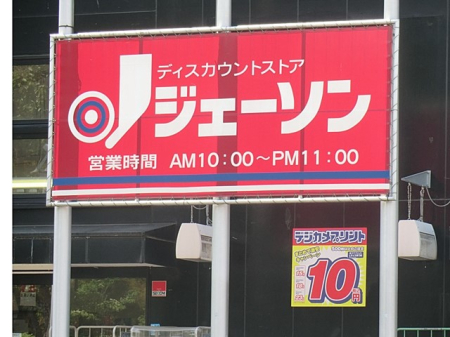 ディスカウントストア
ジェーソン
営業時間 AM10:00〜PM11:00
デジカメプリント
10円